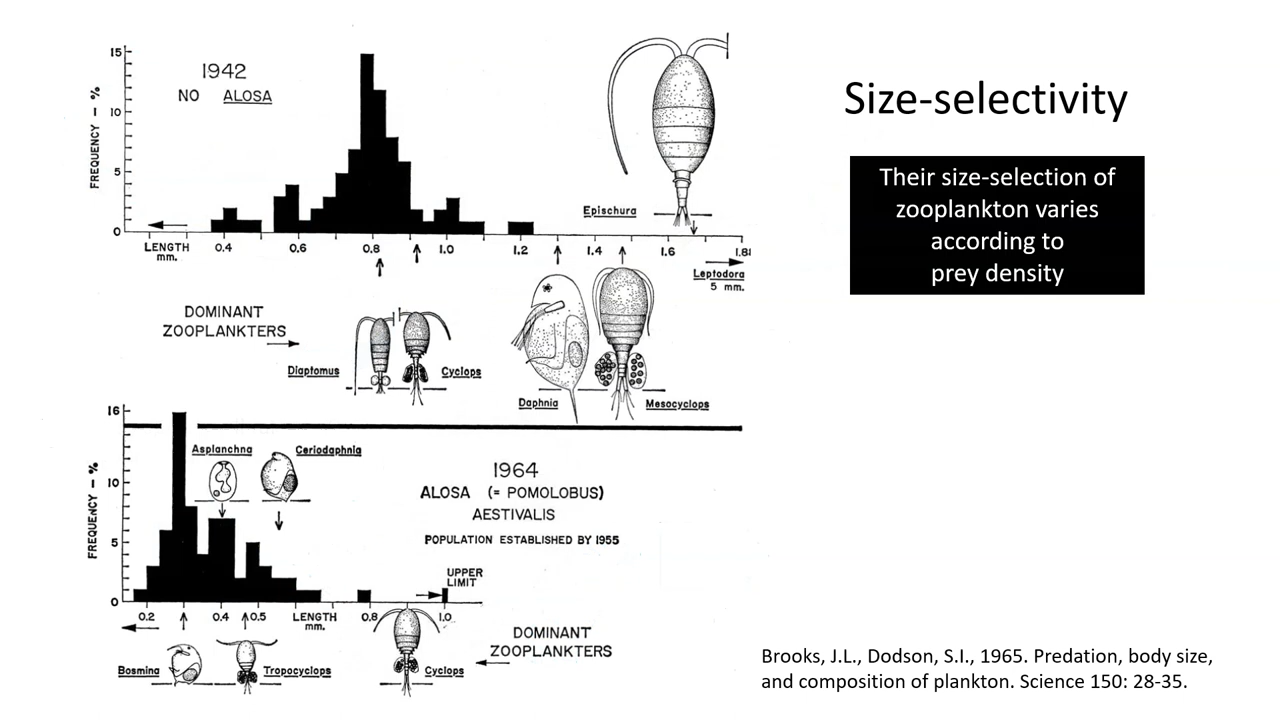 Size-selectivity
Their size-selection of
zooplankton varies
according to
prey density
15
10
5
0
FREQUENCY - %
1942
NO ALOSA
Epischura
LENGTH
mm.
0.4
0.6
0.8
1.0
1.2
1.4
1.6
1.8
Leptodora
5 mm.
DOMINANT
ZOOPLANKTERS
Diaptomus
Cyclops
Daphnia
Mesocyclops
16
10
5
0
FREQUENCY - %
Asplanchna
Ceriodaphnia
1964
ALOSA (= POMOLOBUS)
AESTIVALIS
POPULATION ESTABLISHED BY 1955
UPPER
LIMIT
0.2
0.4
0.5
LENGTH
mm.
0.8
1.0
Bosmina
Tropocyclops
Cyclops
DOMINANT
ZOOPLANKTERS
Brooks, J.L., Dodson, S.I., 1965. Predation, body size,
and composition of plankton. Science 150: 28-35.